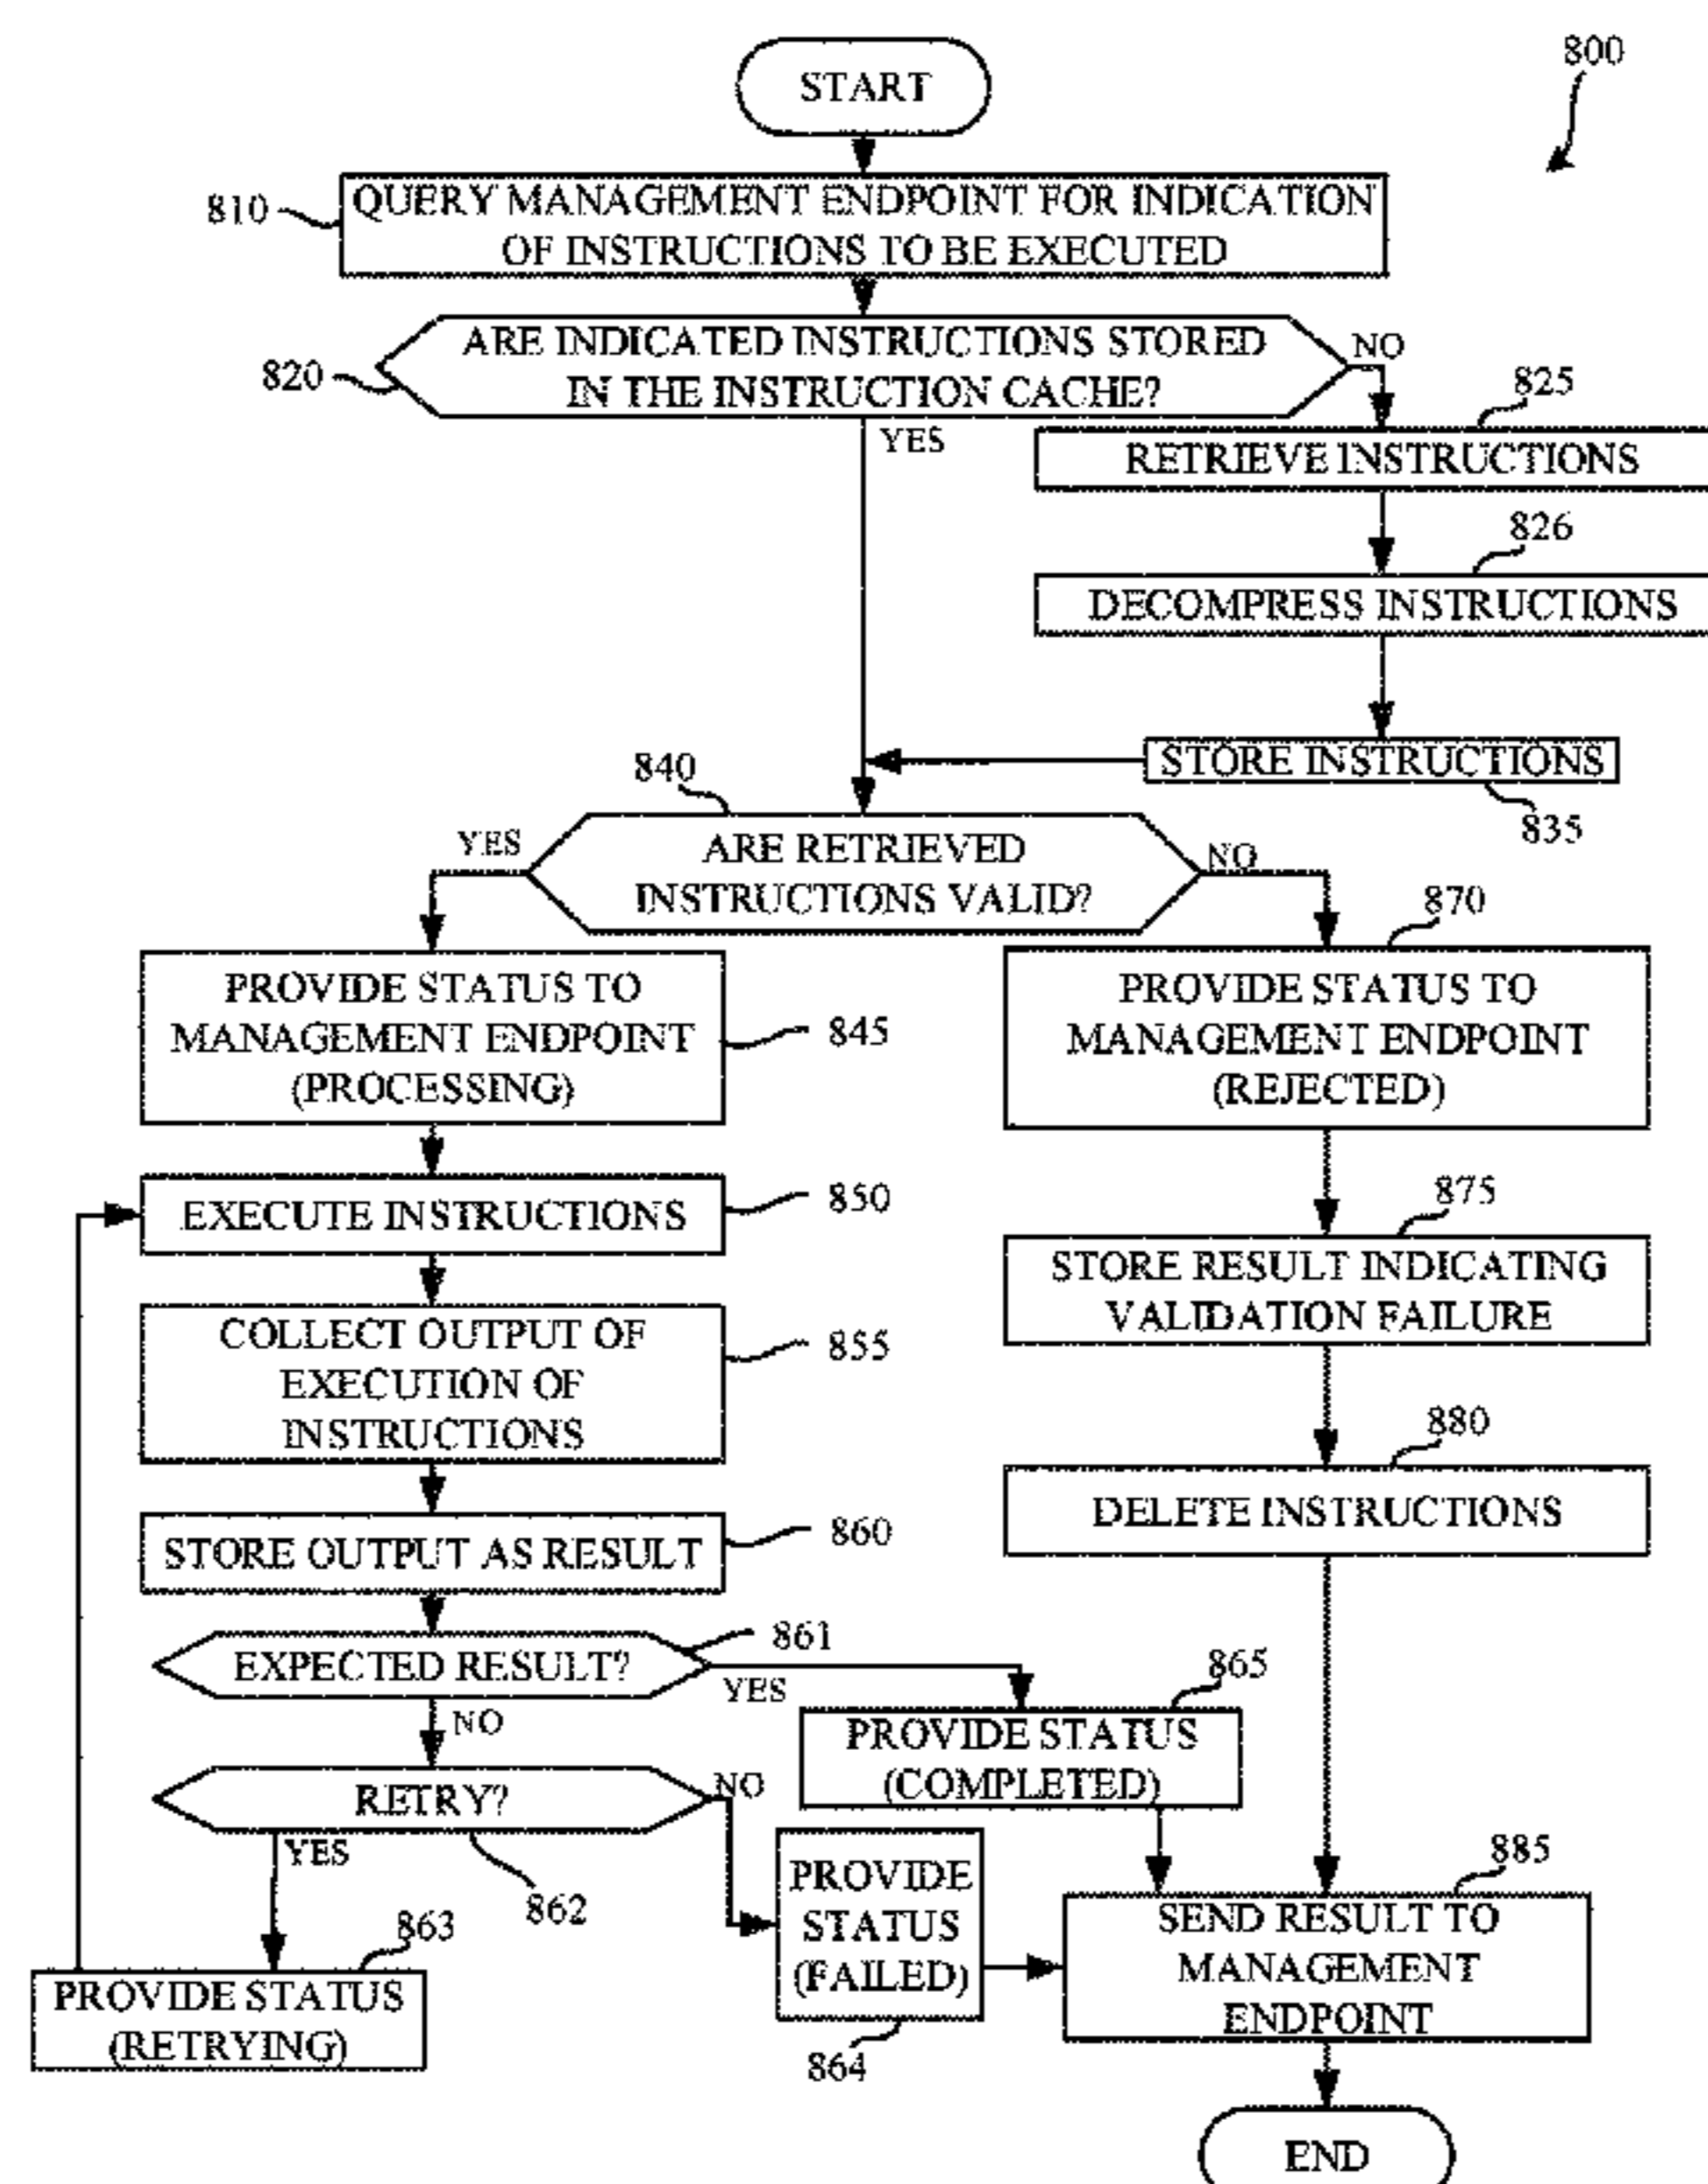 800
START
810
QUERY MANAGEMENT ENDPOINT FOR INDICATION
OF INSTRUCTIONS TO BE EXECUTED
820
ARE INDICATED INSTRUCTIONS STORED
IN THE INSTRUCTION CACHE?
NO
YES
825
RETRIEVE INSTRUCTIONS
826
DECOMPRESS INSTRUCTIONS
STORE INSTRUCTIONS
835
840
ARE RETRIEVED
INSTRUCTIONS VALID?
YES
NO
PROVIDE STATUS TO
MANAGEMENT ENDPOINT
(PROCESSING)
845
870
PROVIDE STATUS TO
MANAGEMENT ENDPOINT
(REJECTED)
EXECUTE INSTRUCTIONS
850
875
STORE RESULT INDICATING
VALIDATION FAILURE
COLLECT OUTPUT OF
EXECUTION OF
INSTRUCTIONS
855
880
DELETE INSTRUCTIONS
STORE OUTPUT AS RESULT
860
EXPECTED RESULT?
861
YES
NO
865
PROVIDE STATUS
(COMPLETED)
RETRY?
NO
YES
862
863
PROVIDE STATUS
(RETRYING)
PROVIDE
STATUS
(FAILED)
864
885
SEND RESULT TO
MANAGEMENT
ENDPOINT
END